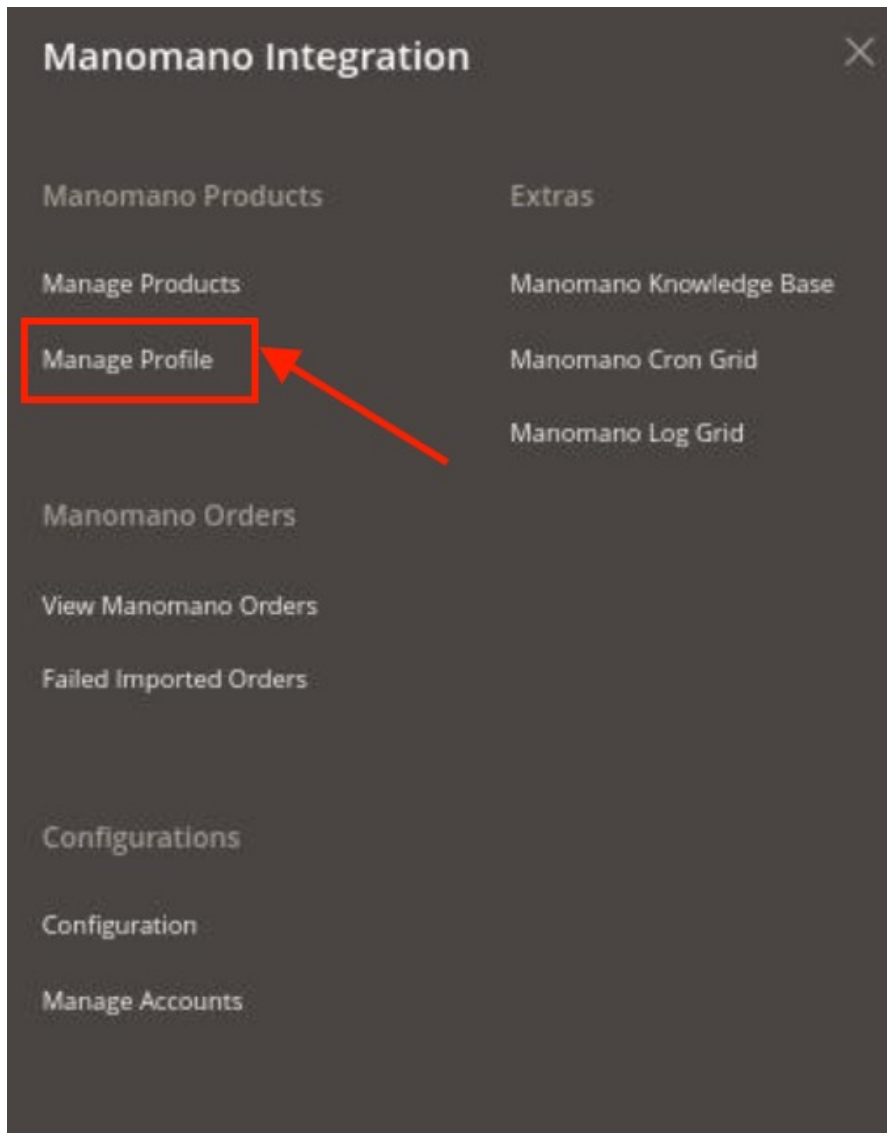 Manomano Integration
Manomano Products
Manage Products
Manage Profile
Extras
Manomano Knowledge Base
Manomano Cron Grid
Manomano Log Grid
Manomano Orders
View Manomano Orders
Failed Imported Orders
Configurations
Configuration
Manage Accounts